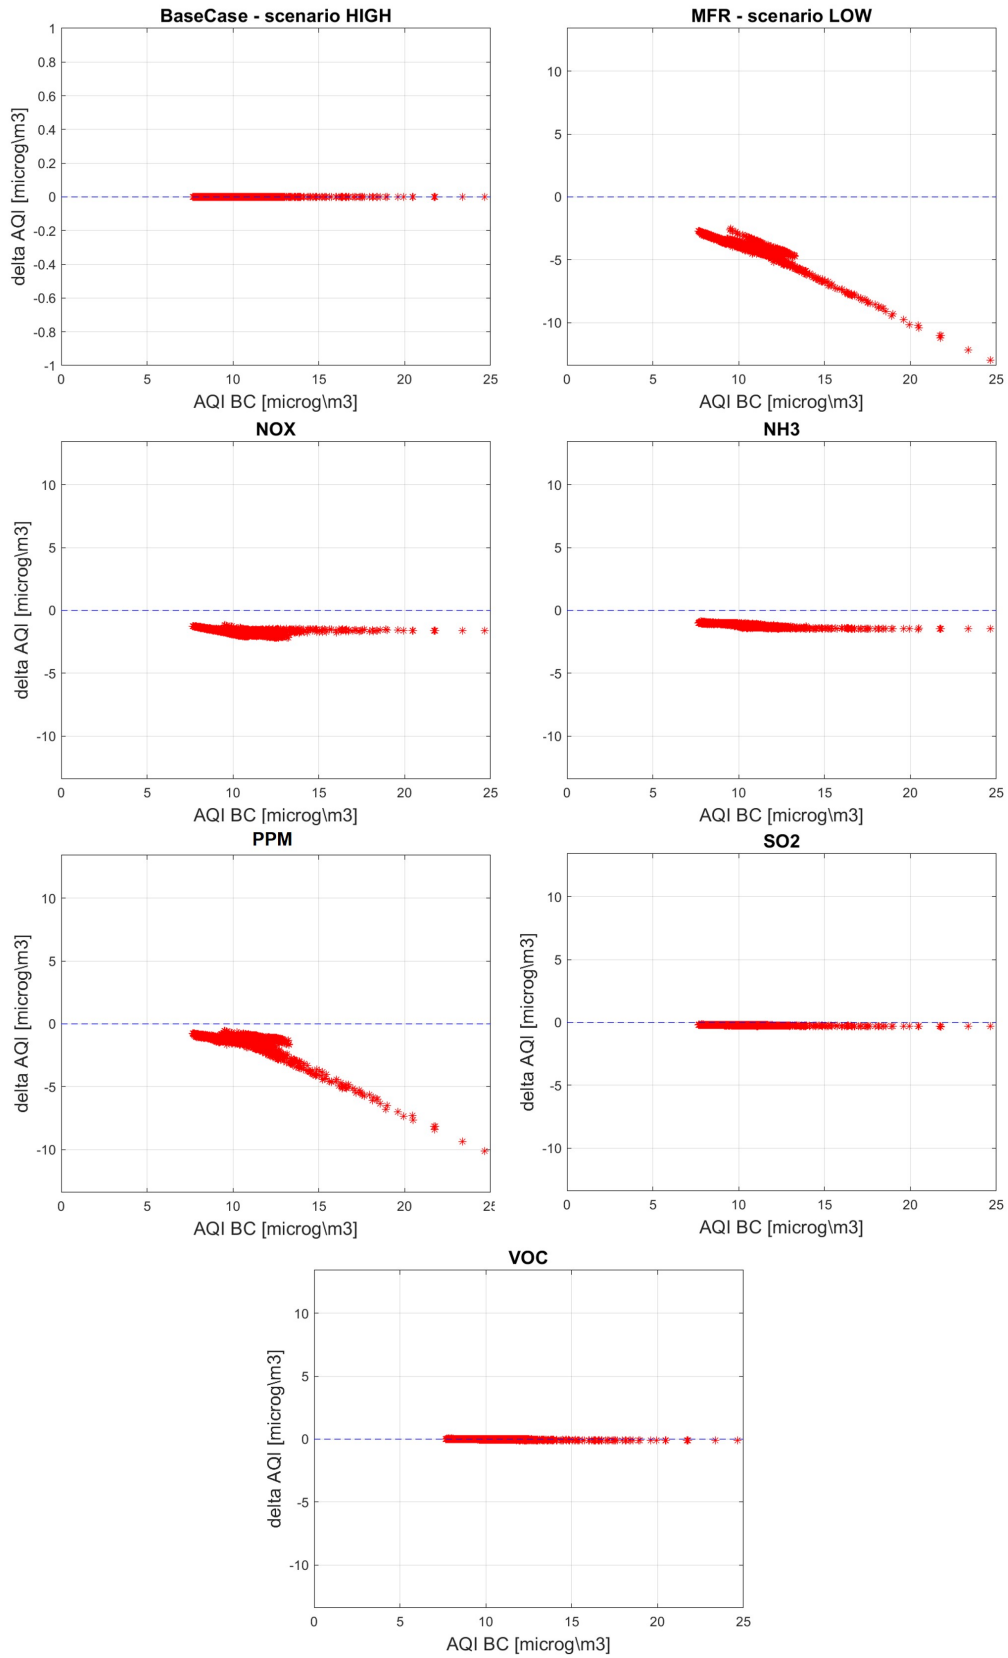 BaseCase - scenario HIGH
1
0.8
0.6
0.4
0.2
0
-0.2
-0.4
-0.6
-0.8
-1
delta AQI [microg\m3]
0 5 10 15 20 25
AQI BC [microg\m3]
MFR - scenario LOW
10
5
0
-5
-10
0 5 10 15 20 25
AQI BC [microg\m3]
NOX
10
5
0
-5
-10
delta AQI [microg\m3]
0 5 10 15 20 25
AQI BC [microg\m3]
NH3
10
5
0
-5
-10
0 5 10 15 20 25
AQI BC [microg\m3]
PPM
10
5
0
-5
-10
delta AQI [microg\m3]
0 5 10 15 20
AQI BC [microg\m3]
SO2
10
5
0
-5
-10
delta AQI [microg\m3]
0 5 10 15 20 25
AQI BC [microg\m3]
VOC
10
5
0
-5
-10
delta AQI [microg\m3]
0 5 10 15 20 25
AQI BC [microg\m3]